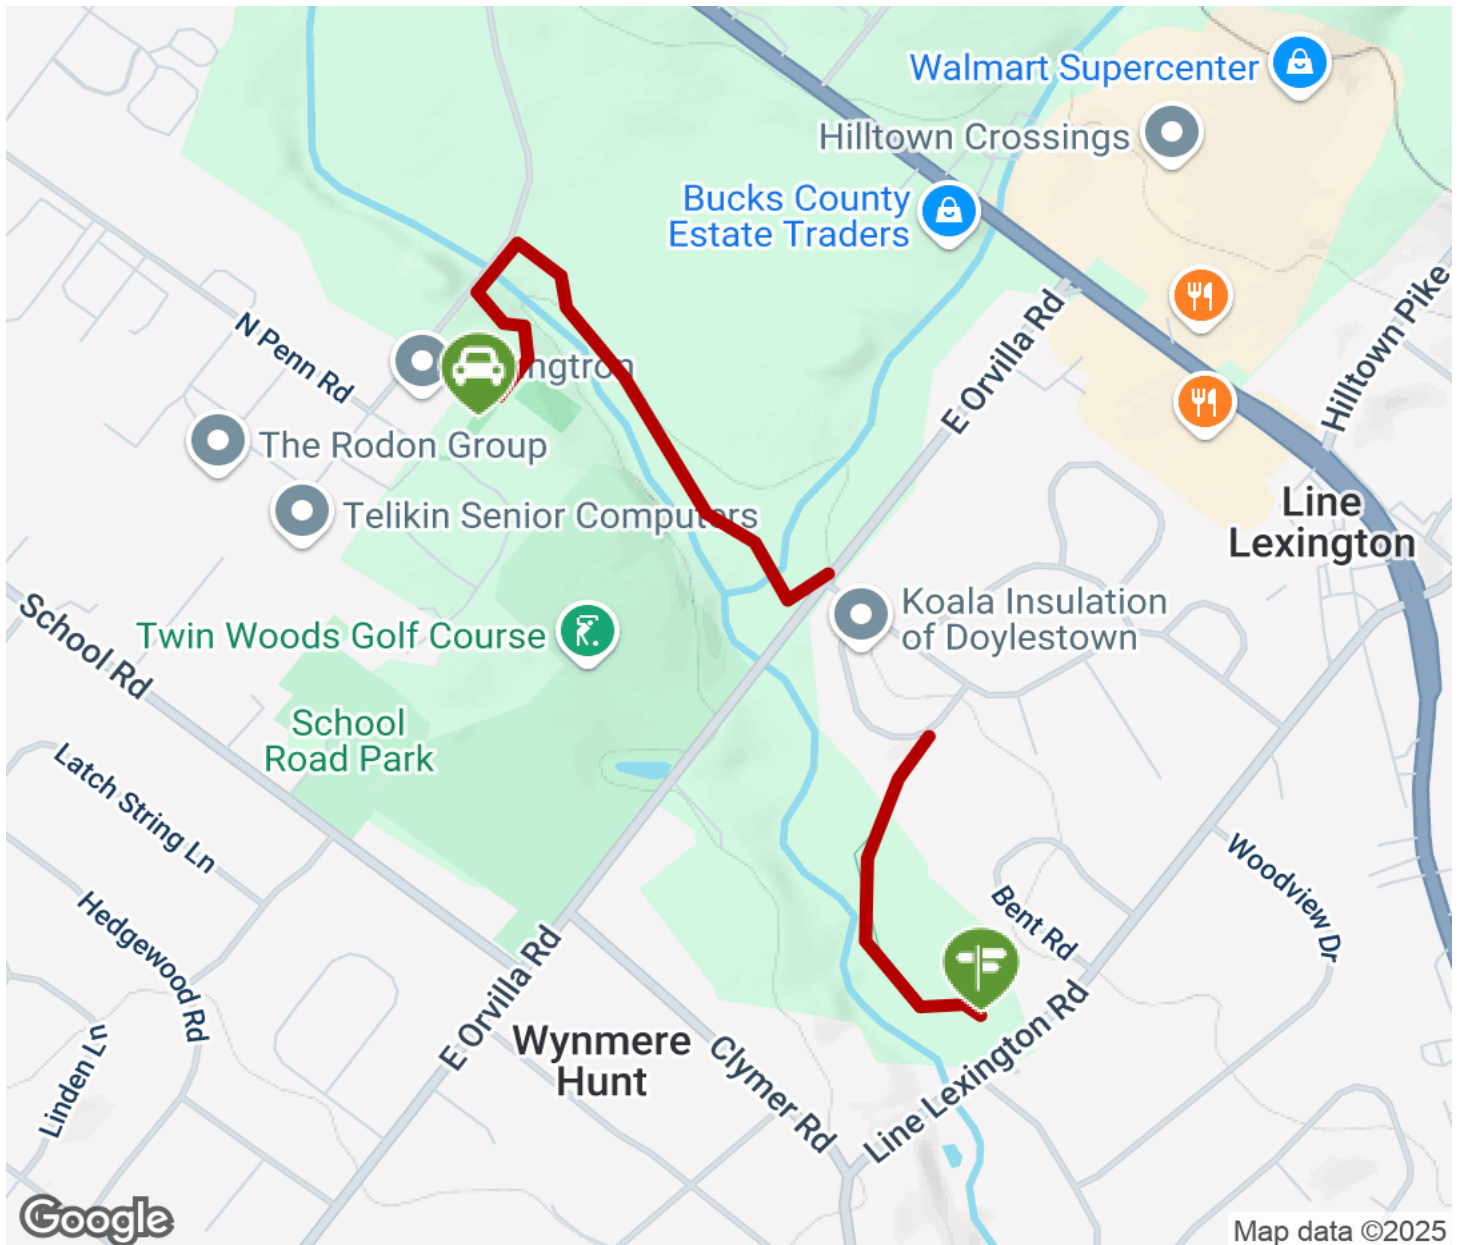 Walmart Supercenter
Hilltown Crossings
Bucks County
Estate Traders
N Penn Rd
ngtron
The Rodon Group
Telikin Senior Computers
E Orvilla Rd
Hilltown Pike
Line
Lexington
Koala Insulation
of Doylestown
School Rd
Twin Woods Golf Course
School
Road Park
Latch String Ln
Hedgewood Rd
Linden Ln
E Orvilla Rd
Wynmere
Hunt
Clymer Rd
Line Lexington Rd
Bent Rd
Woodview Dr
Google
Map data ©2025